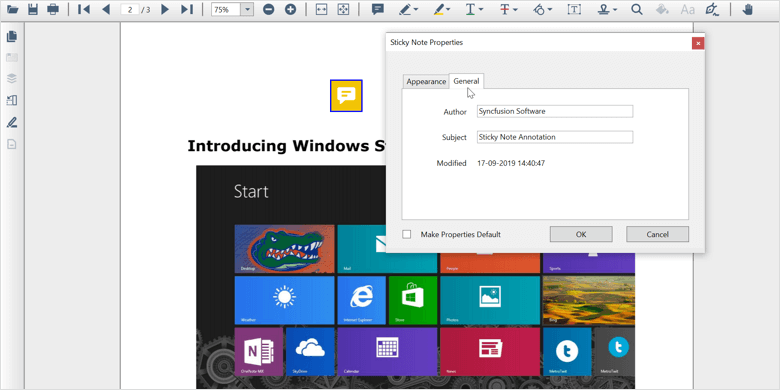 2 / 3
75%
Aa
Sticky Note Properties
Appearance
General
Author
Syncfusion Software
Subject
Sticky Note Annotation
Modified
17-09-2019 14:40:47
Make Properties Default
OK
Cancel
Introducing Windows S
Start
Desktop
Mail
People
Sports
Weather
Internet Explorer
Store
Photos
OneNote MX
SkyDrive
Calendar
News
MetroTwit
MetroTwit